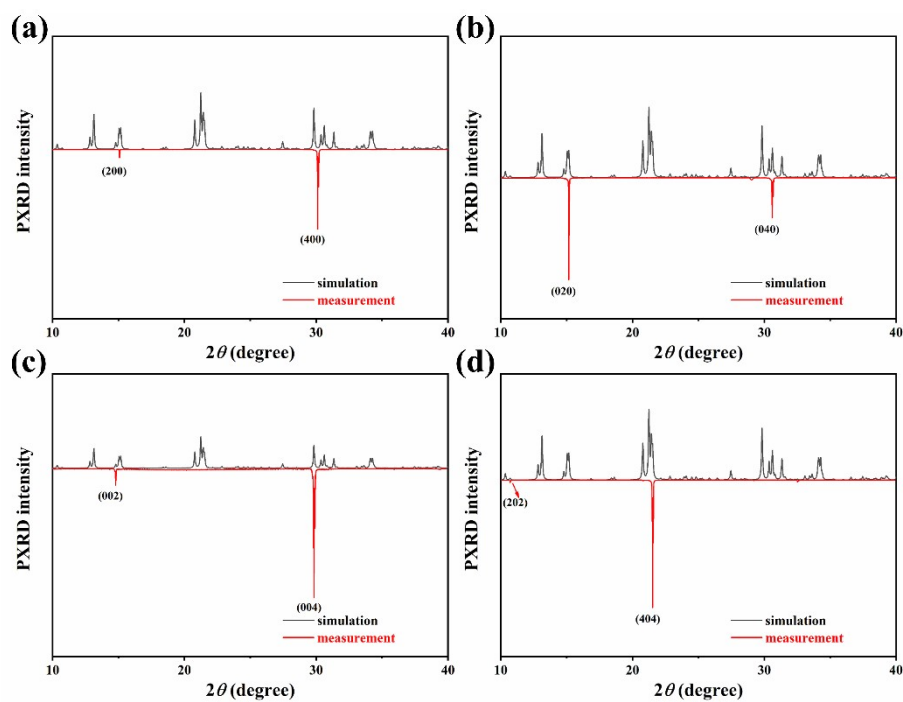 (a)
PXRD intensity
(200)
(400)
simulation
measurement
10 20 30 40
2θ (degree)
(b)
PXRD intensity
(020)
(040)
simulation
measurement
10 20 30 40
2θ (degree)
(c)
PXRD intensity
(002)
(004)
simulation
measurement
10 20 30 40
2θ (degree)
(d)
PXRD intensity
(202)
(404)
simulation
measurement
10 20 30 40
2θ (degree)